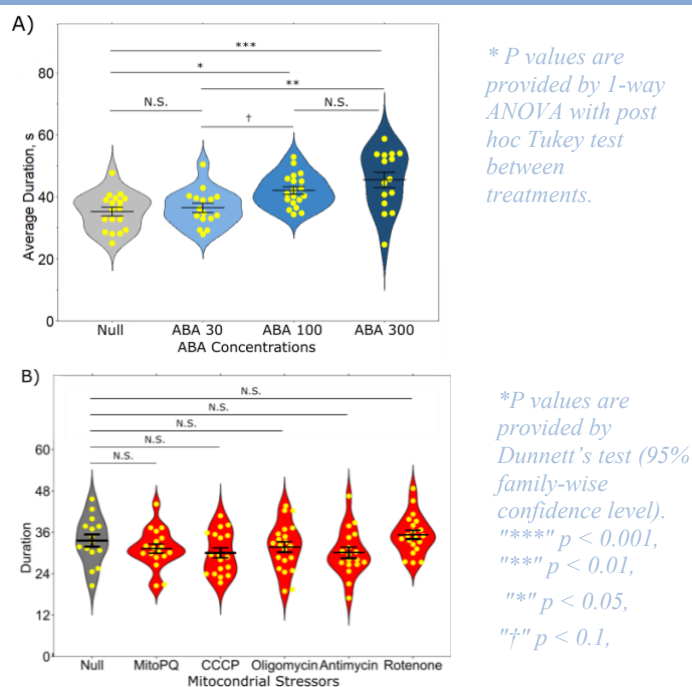 A)
***
*
**
N.S.
N.S.
†
80
60
40
20
0
Average Duration, s
Null ABA 30 ABA 100 ABA 300
ABA Concentrations
* P values are
provided by 1-way
ANOVA with post
hoc Tukey test
between
treatments.
B)
N.S.
N.S.
N.S.
N.S.
N.S.
60
48
36
24
12
0
Duration
Null MitoPQ CCCP Oligomycin Antimycin Rotenone
Mitocondrial Stressors
*P values are
provided by
Dunnett’s test (95%
family-wise
confidence level).
"***" p < 0.001,
"**" p < 0.01,
"*" p < 0.05,
"†" p < 0.1,